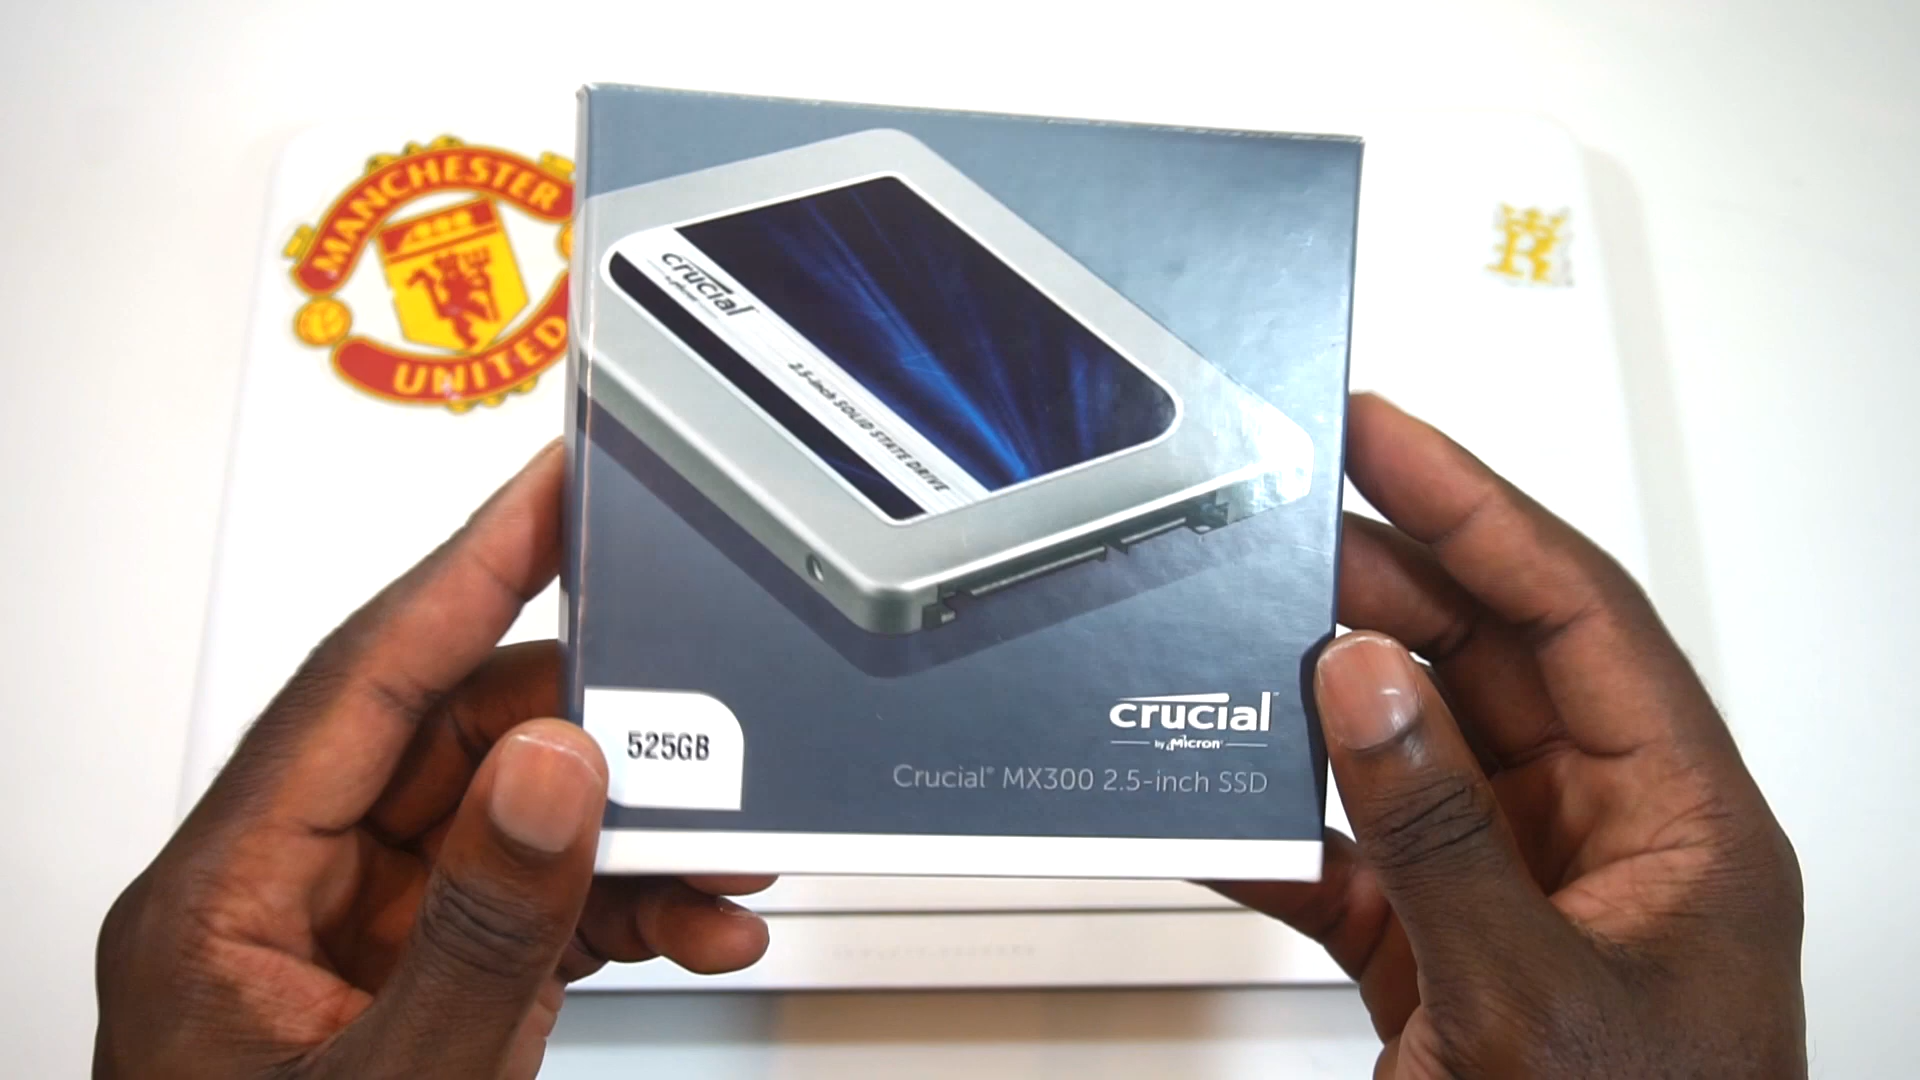 MANCHESTER
UNITED
crucial
by Micron
2.5-inch SOLID STATE DRIVE
525GB
crucial™
by Micron®
Crucial® MX300 2.5-inch SSD